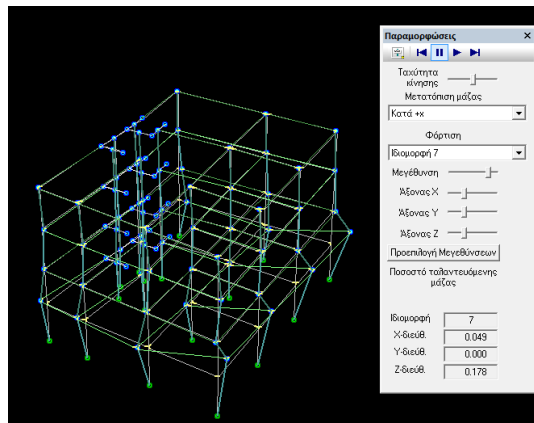 Παραμορφώσεις
Ταχύτητα
κίνησης
Μετατόπιση μάζας
Κατά +x
Φόρτιση
Ιδιομορφή 7
Μεγέθυνση
Άξονας X
Άξονας Y
Άξονας Z
Προεπιλογή Μεγεθύνσεων
Ποσοστό ταλαντευόμενης
μάζας
Ιδιομορφή 7
X-διεύθ. 0.049
Y-διεύθ. 0.000
Z-διεύθ. 0.178